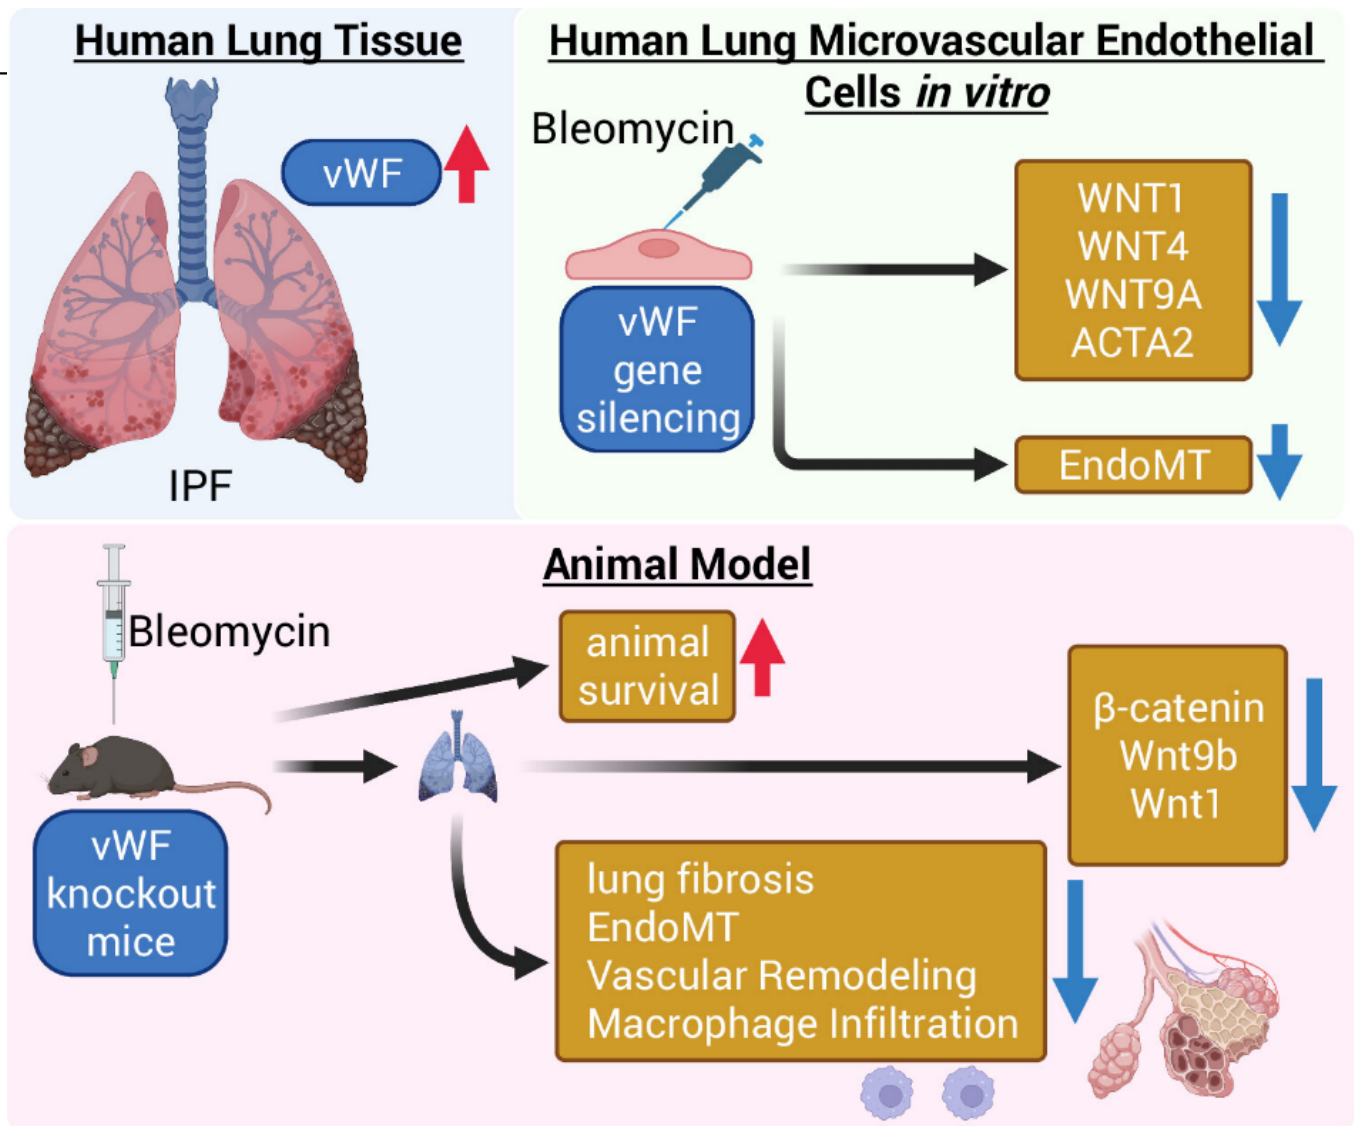 Human Lung Tissue
vWF
IPF
Human Lung Microvascular Endothelial
Cells in vitro
Bleomycin
vWF
gene
silencing
WNT1
WNT4
WNT9A
ACTA2
EndoMT
Animal Model
Bleomycin
vWF
knockout
mice
animal
survival
β-catenin
Wnt9b
Wnt1
lung fibrosis
EndoMT
Vascular Remodeling
Macrophage Infiltration